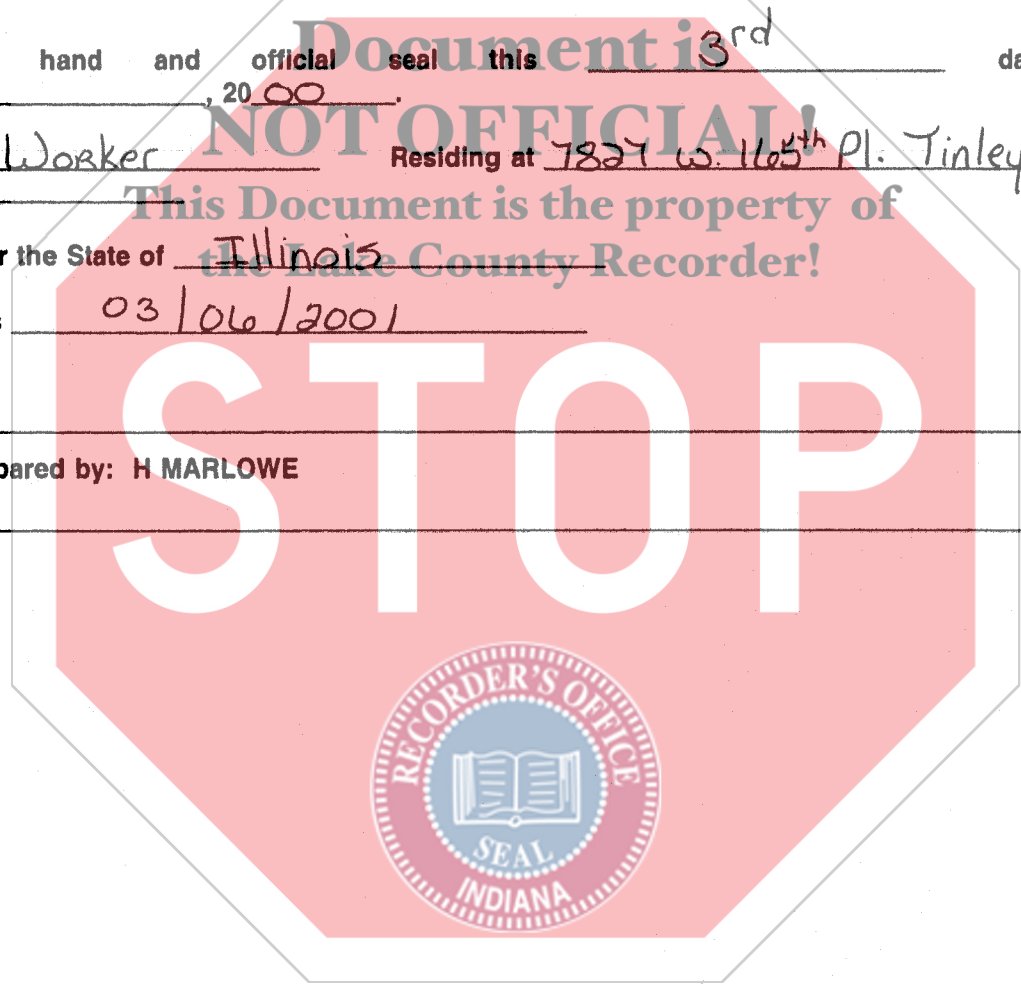 Document is
hand and official seal this 3rd da
, 20 00 .
NOT OFFICIAL!
Worker Residing at 7827 W. 165th Pl. Tinley
This Document is the property of
r the State of Illinois
the Lake County Recorder!
s 03/06/2001
STOP
pared by: H MARLOWE
RECORDER'S OFFICE
SEAL
INDIANA